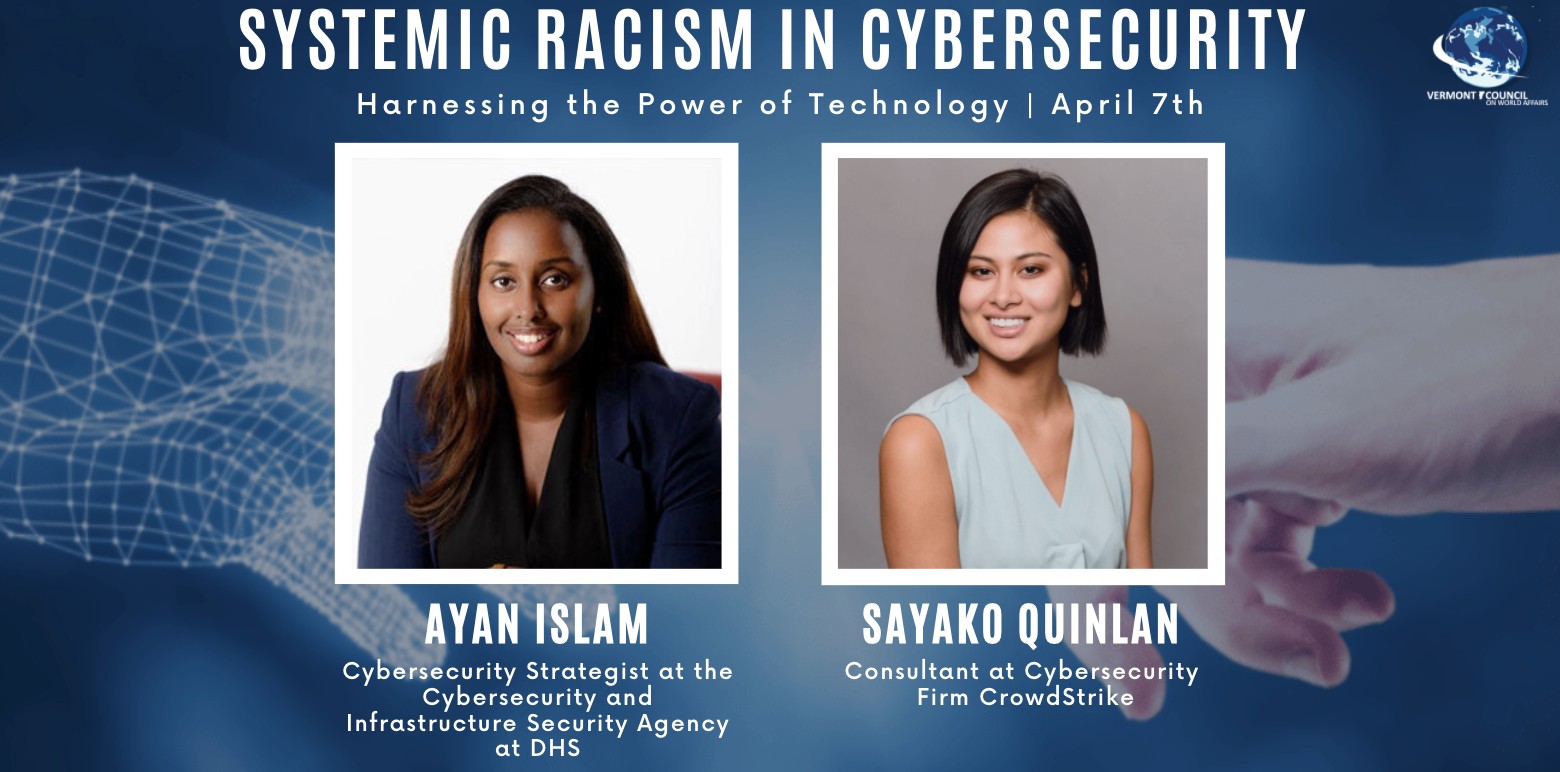 SYSTEMIC RACISM IN CYBERSECURITY
Harnessing the Power of Technology | April 7th
VERMONT COUNCIL
ON WORLD AFFAIRS
AYAN ISLAM
Cybersecurity Strategist at the
Cybersecurity and
Infrastructure Security Agency
at DHS
SAYAKO QUINLAN
Consultant at Cybersecurity
Firm CrowdStrike